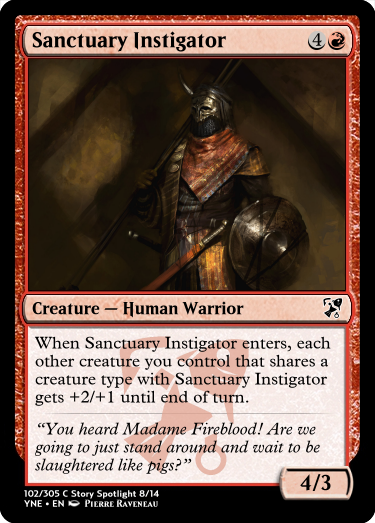 Sanctuary Instigator 4
Creature — Human Warrior
When Sanctuary Instigator enters, each
other creature you control that shares a
creature type with Sanctuary Instigator
gets +2/+1 until end of turn.
“You heard Madame Fireblood! Are we
going to just stand around and wait to be
slaughtered like pigs?”
4/3
102/305 C Story Spotlight 8/14
YNE • EN Pierre Raveneau